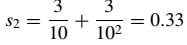 s₂ = 3/10 + 3/10² = 0.33